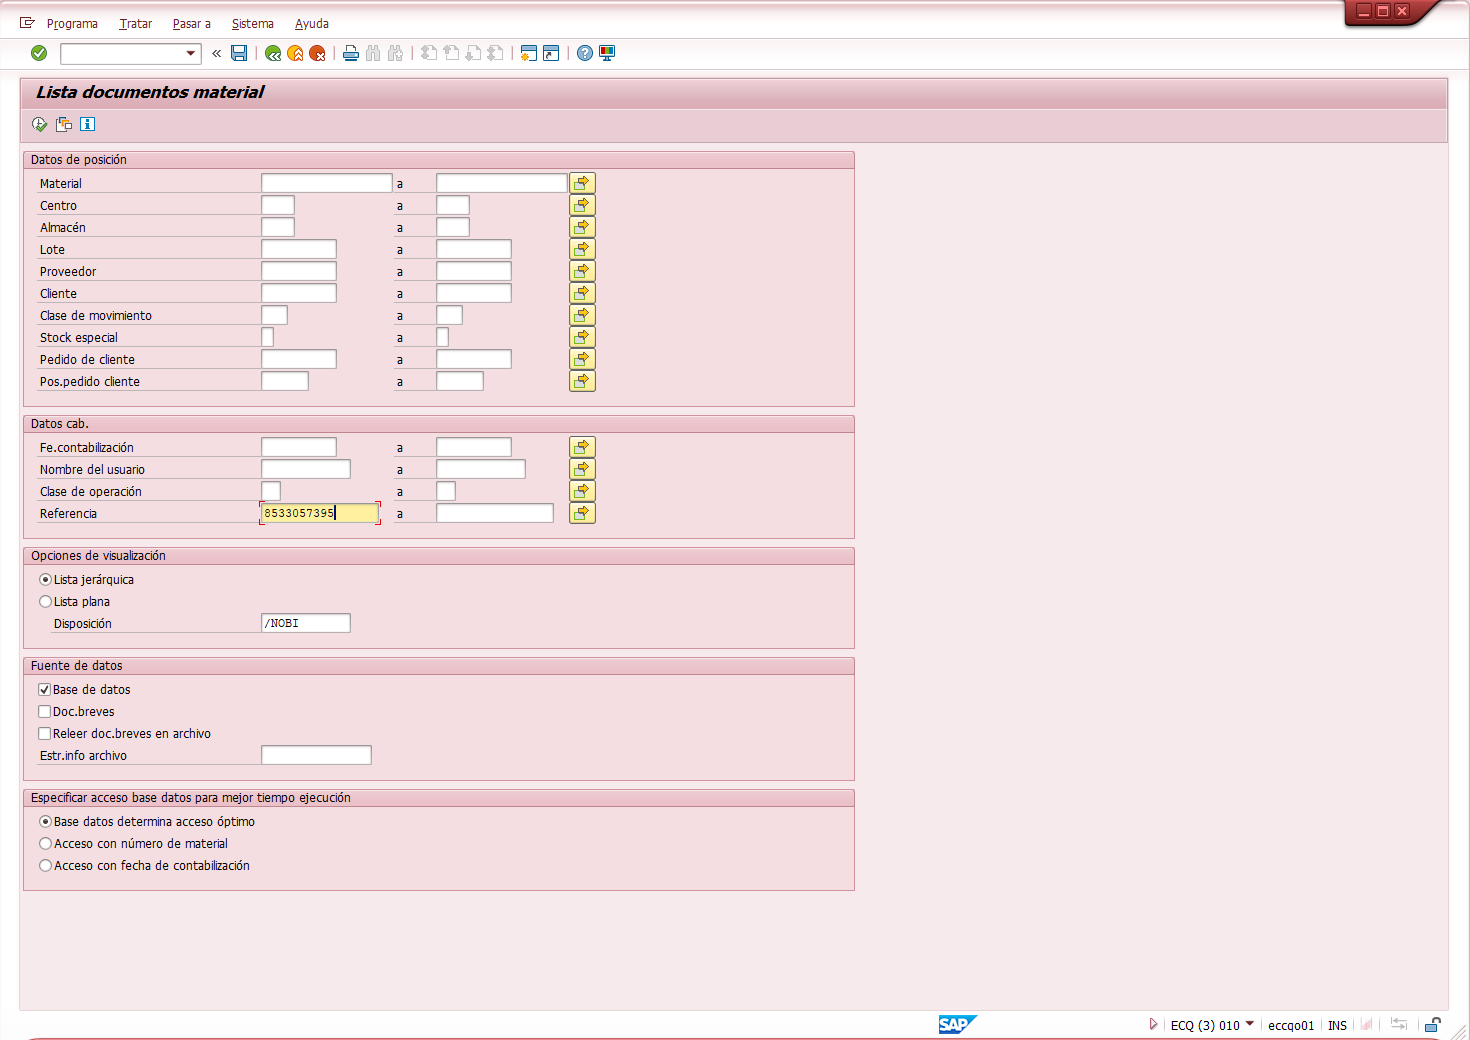 Programa Tratar Pasar a Sistema Ayuda
Lista documentos material
Datos de posición
Material a
Centro a
Almacén a
Lote a
Proveedor a
Cliente a
Clase de movimiento a
Stock especial a
Pedido de cliente a
Pos.pedido cliente a
Datos cab.
Fe.contabilización a
Nombre del usuario a
Clase de operación a
Referencia 8533057395 a
Opciones de visualización
Lista jerárquica
Lista plana
Disposición /NOBI
Fuente de datos
Base de datos
Doc.breves
Releer doc.breves en archivo
Estr.info archivo
Especificar acceso base datos para mejor tiempo ejecución
Base datos determina acceso óptimo
Acceso con número de material
Acceso con fecha de contabilización
SAP ECQ (3) 010 eccqo01 INS